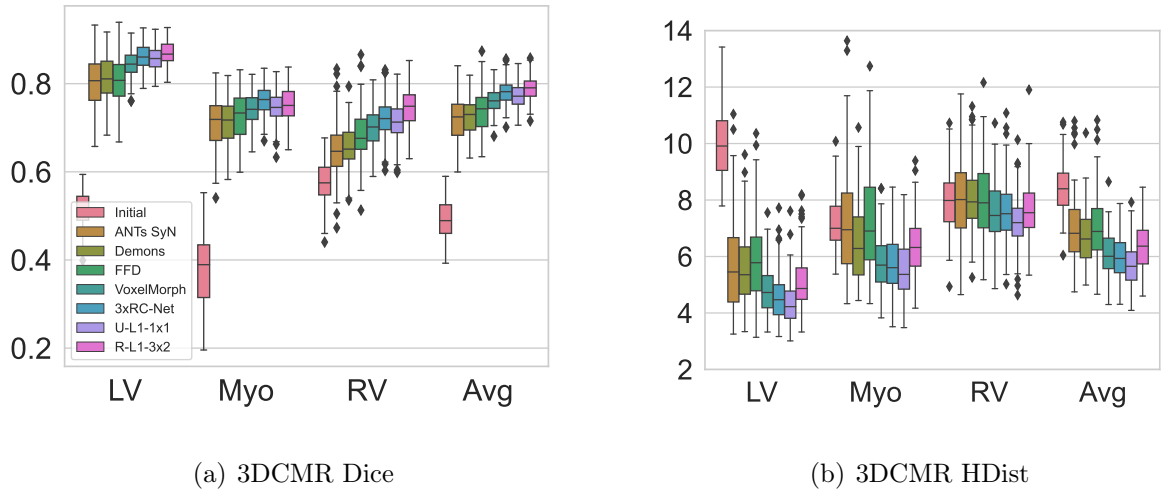 0.8
0.6
0.4
0.2
Initial
ANTs SyN
Demons
FFD
VoxelMorph
3xRC-Net
U-L1-1x1
R-L1-3x2
LV Myo RV Avg
(a) 3DCMR Dice
14
12
10
8
6
4
2
LV Myo RV Avg
(b) 3DCMR HDist